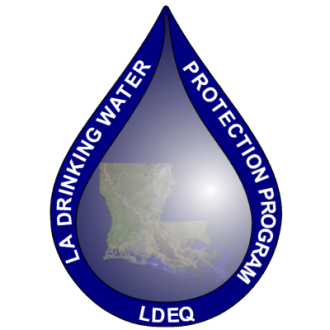 LA DRINKING WATER
PROTECTION PROGRAM
LDEQ